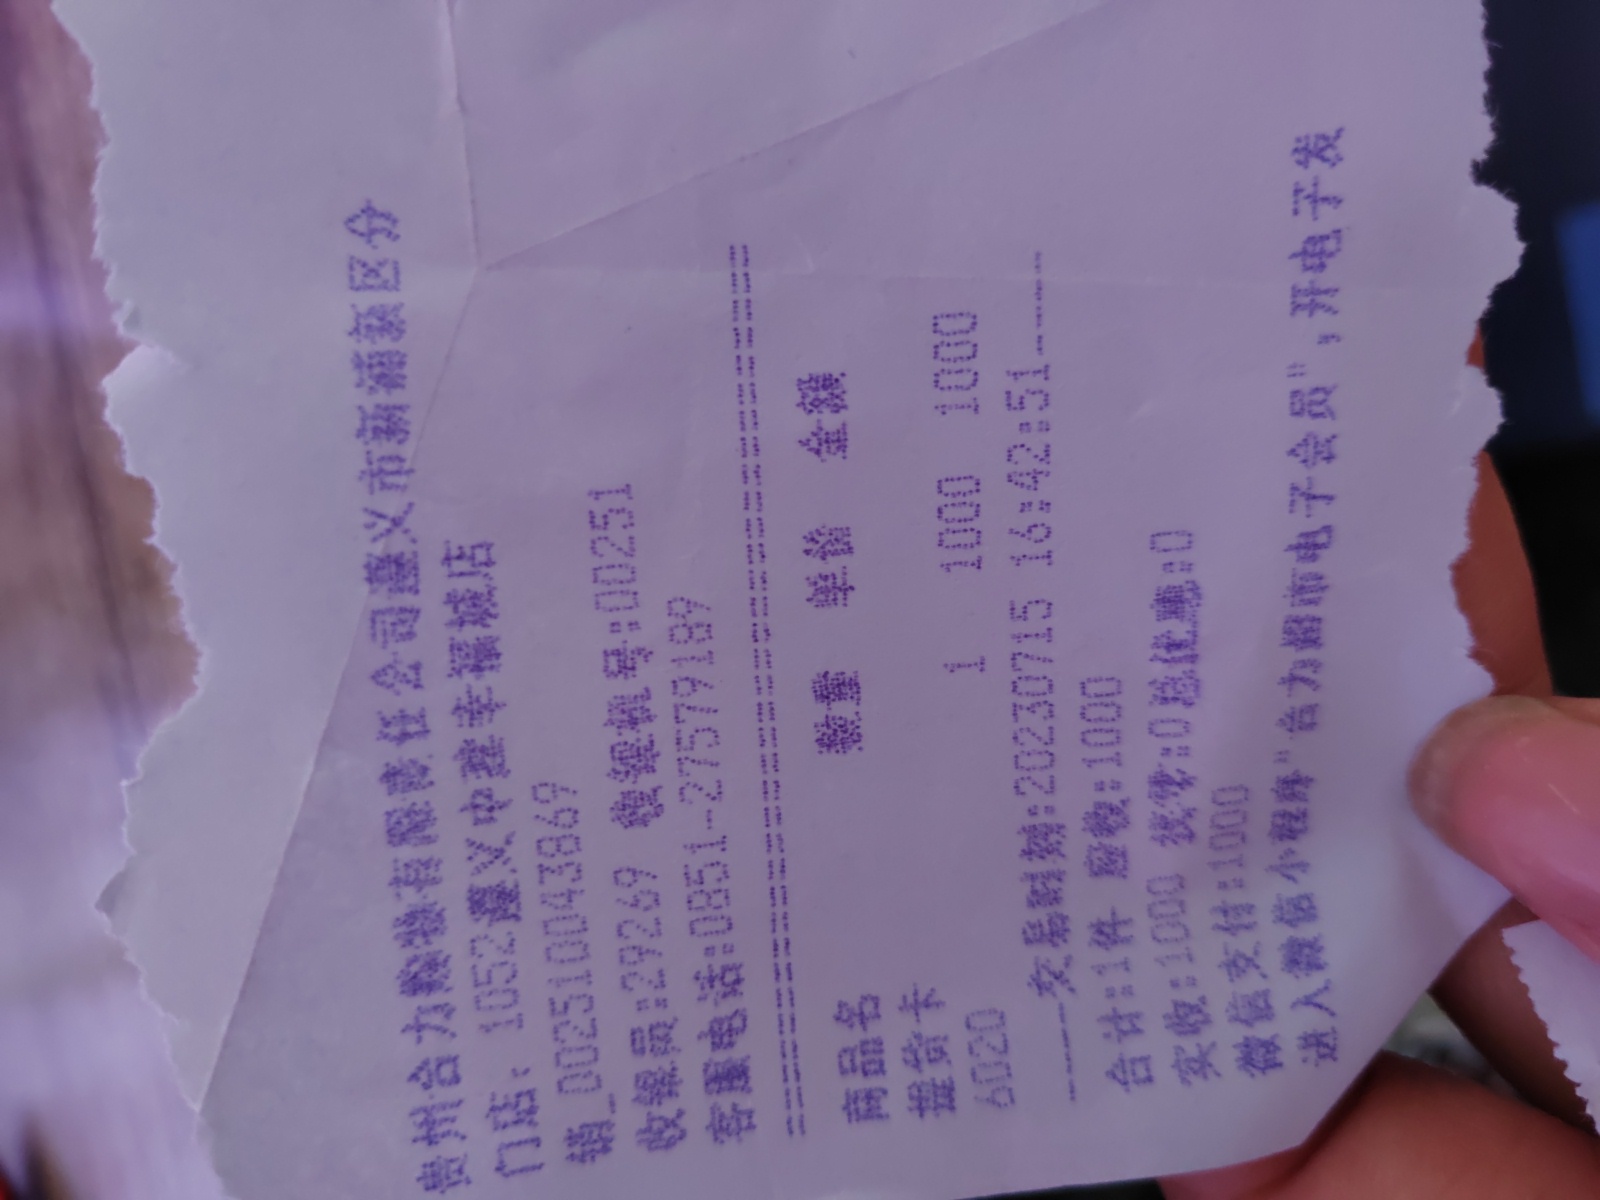 贵州合力购物有限责任公司遵义市新蒲新区分
门店: 1052遵义中建幸福城店
销_002510043869
收银员:29269 收银机号:00251
客服电话:0851-27579189
================================
商品名 数量 单价 金额
提货卡
6020 1 1000 1000
-----交易时刻:20230715 16:42:51-----
合计:1件 应收:1000
实收:1000 找零:0 总优惠:0
微信支付:1000
进入微信小程序"合力超市电子会员",开电子发